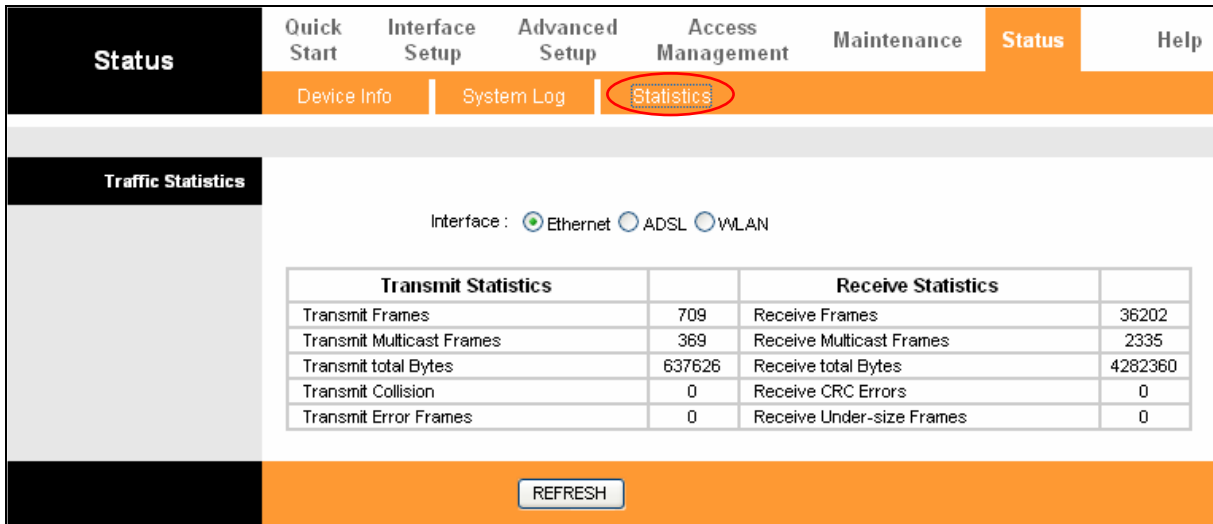 Status
Quick Start
Interface Setup
Advanced Setup
Access Management
Maintenance
Status
Help
Device Info
System Log
Statistics
Traffic Statistics
Interface : Ethernet ADSL WLAN
Transmit Statistics Receive Statistics
Transmit Frames 709 Receive Frames 36202
Transmit Multicast Frames 369 Receive Multicast Frames 2335
Transmit total Bytes 637626 Receive total Bytes 4282360
Transmit Collision 0 Receive CRC Errors 0
Transmit Error Frames 0 Receive Under-size Frames 0
REFRESH